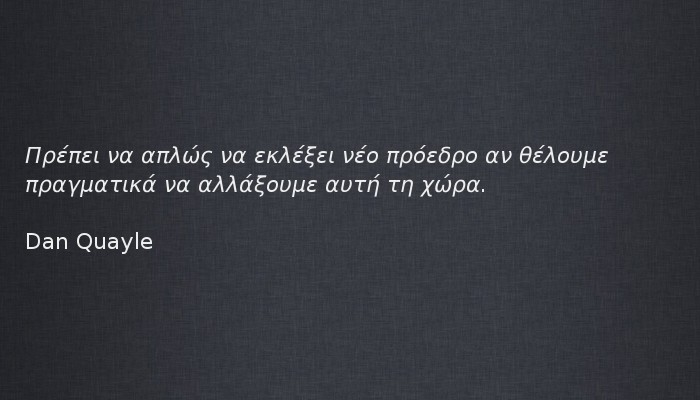 Πρέπει να απλώς να εκλέξει νέο πρόεδρο αν θέλουμε
πραγματικά να αλλάξουμε αυτή τη χώρα.
Dan Quayle